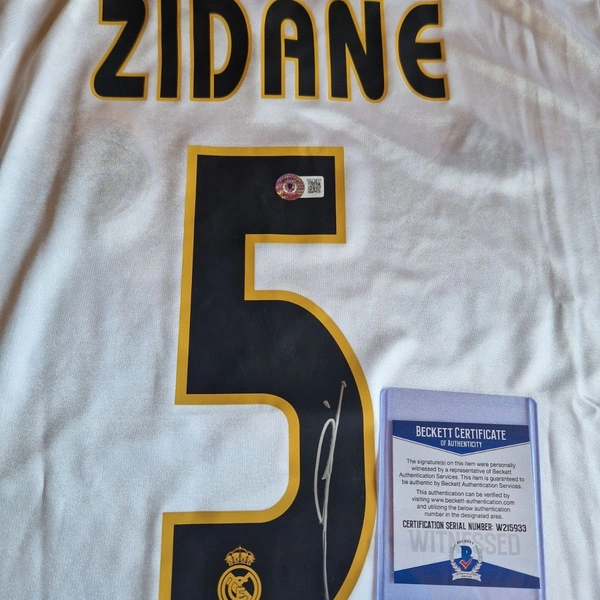 ZIDANE
5
BECKETT CERTIFICATE
OF AUTHENTICITY
The signature(s) on this item were personally
witnessed by a representative of Beckett
Authentication Services. This item is guaranteed
to be authentic by Beckett Authentication Services.
This authentication can be verified by
visiting www.beckett-authentication.com
and utilizing the below authentication
number in the designated area.
CERTIFICATION SERIAL NUMBER: W215933
WITNESSED